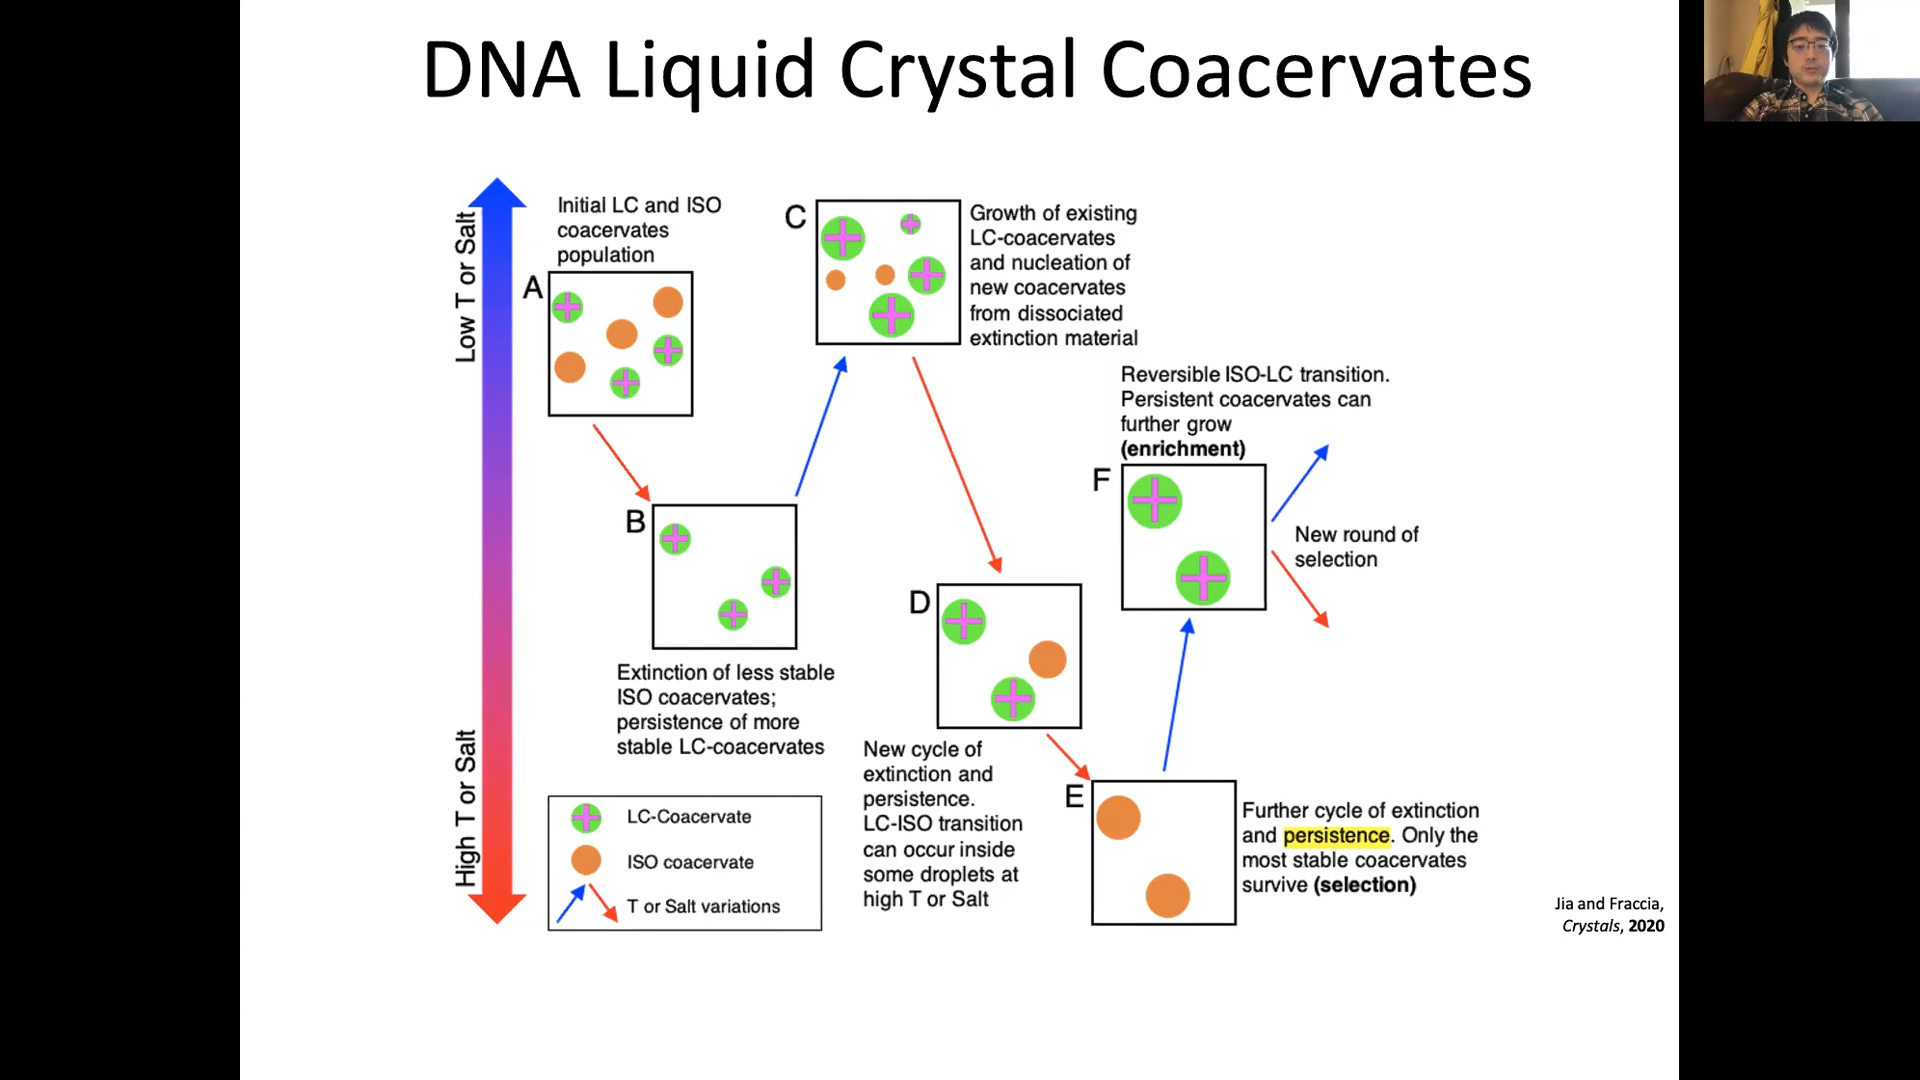 DNA Liquid Crystal Coacervates
Low T or Salt
High T or Salt
Initial LC and ISO
coacervates
population
A
B
Extinction of less stable
ISO coacervates;
persistence of more
stable LC-coacervates
C
Growth of existing
LC-coacervates
and nucleation of
new coacervates
from dissociated
extinction material
D
New cycle of
extinction and
persistence.
LC-ISO transition
can occur inside
some droplets at
high T or Salt
E
Further cycle of extinction
and persistence. Only the
most stable coacervates
survive (selection)
Reversible ISO-LC transition.
Persistent coacervates can
further grow
(enrichment)
F
New round of
selection
LC-Coacervate
ISO coacervate
T or Salt variations
Jia and Fraccia,
Crystals, 2020